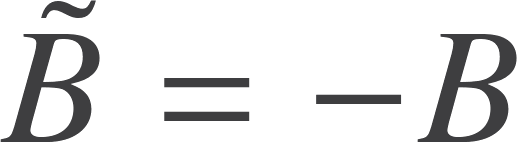 B̃ = −B